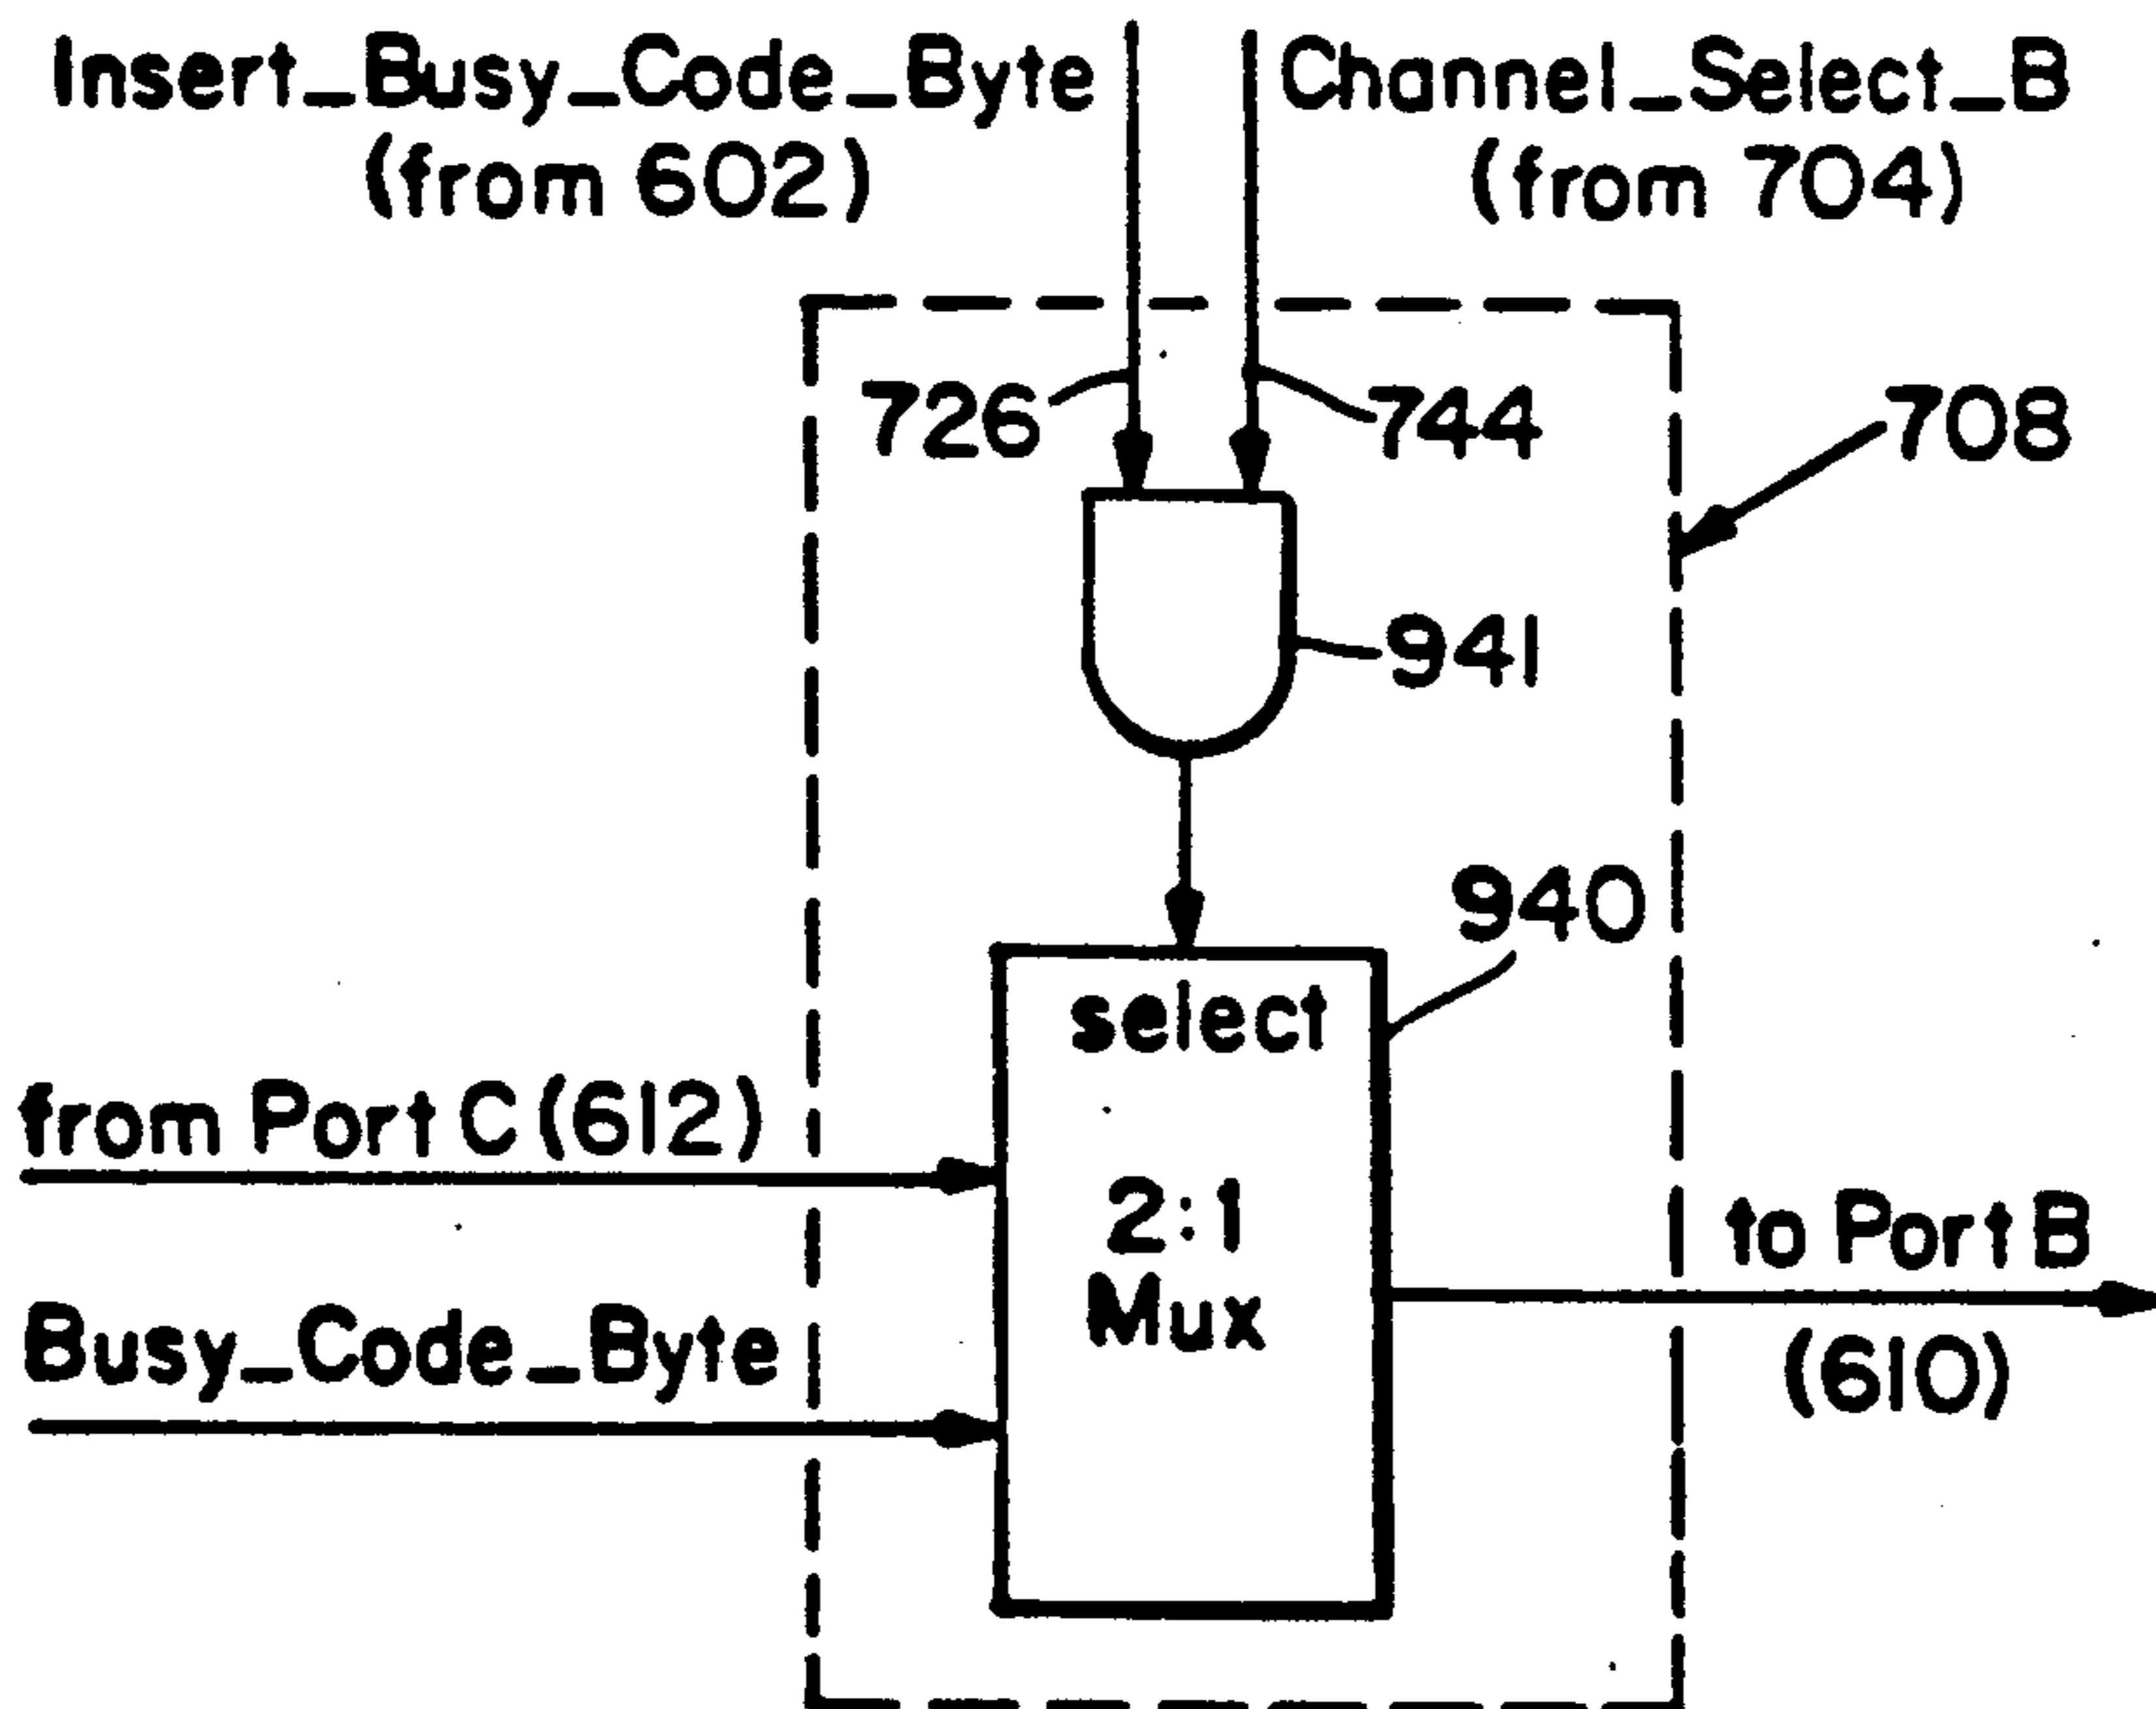 Insert_Busy_Code_Byte
(from 602)
Channel_Select_B
(from 704)
726
744
708
941
940
select
from Port C (612)
2:1
Mux
to Port B
(610)
Busy_Code_Byte